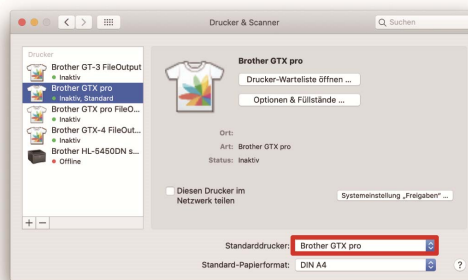 Drucker & Scanner
Suchen
Drucker
Brother GT-3 FileOutput
Inaktiv
Brother GTX pro
Inaktiv, Standard
Brother GTX pro FileO...
Inaktiv
Brother GTX-4 FileOut...
Inaktiv
Brother HL-5450DN s...
Offline
+ −
Brother GTX pro
Drucker-Warteliste öffnen ...
Optionen & Füllstände ...
Ort:
Art: Brother GTX pro
Status: Inaktiv
Diesen Drucker im
Netzwerk teilen
Systemeinstellung „Freigaben“ ...
Standarddrucker: Brother GTX pro
Standard-Papierformat: DIN A4
?